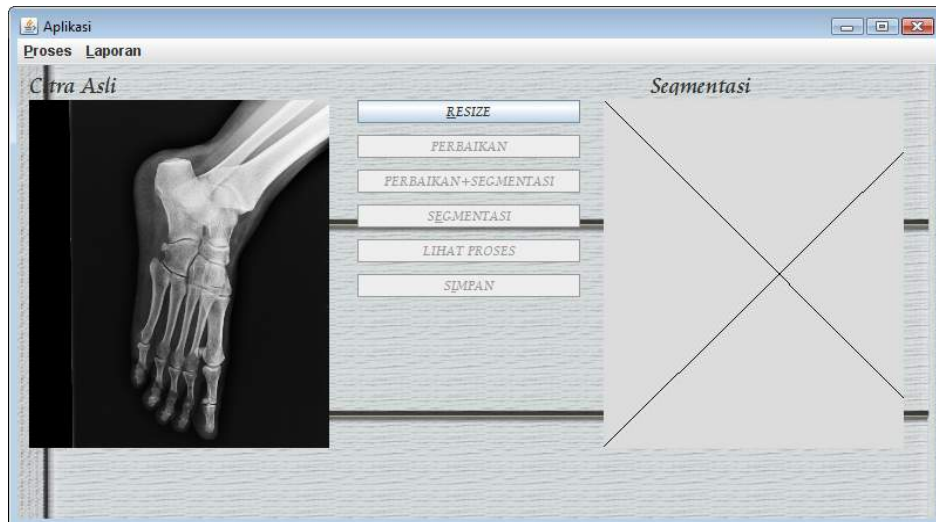 Aplikasi
Proses Laporan
Citra Asli
Segmentasi
RESIZE
PERBAIKAN
PERBAIKAN+SEGMENTASI
SEGMENTASI
LIHAT PROSES
SIMPAN